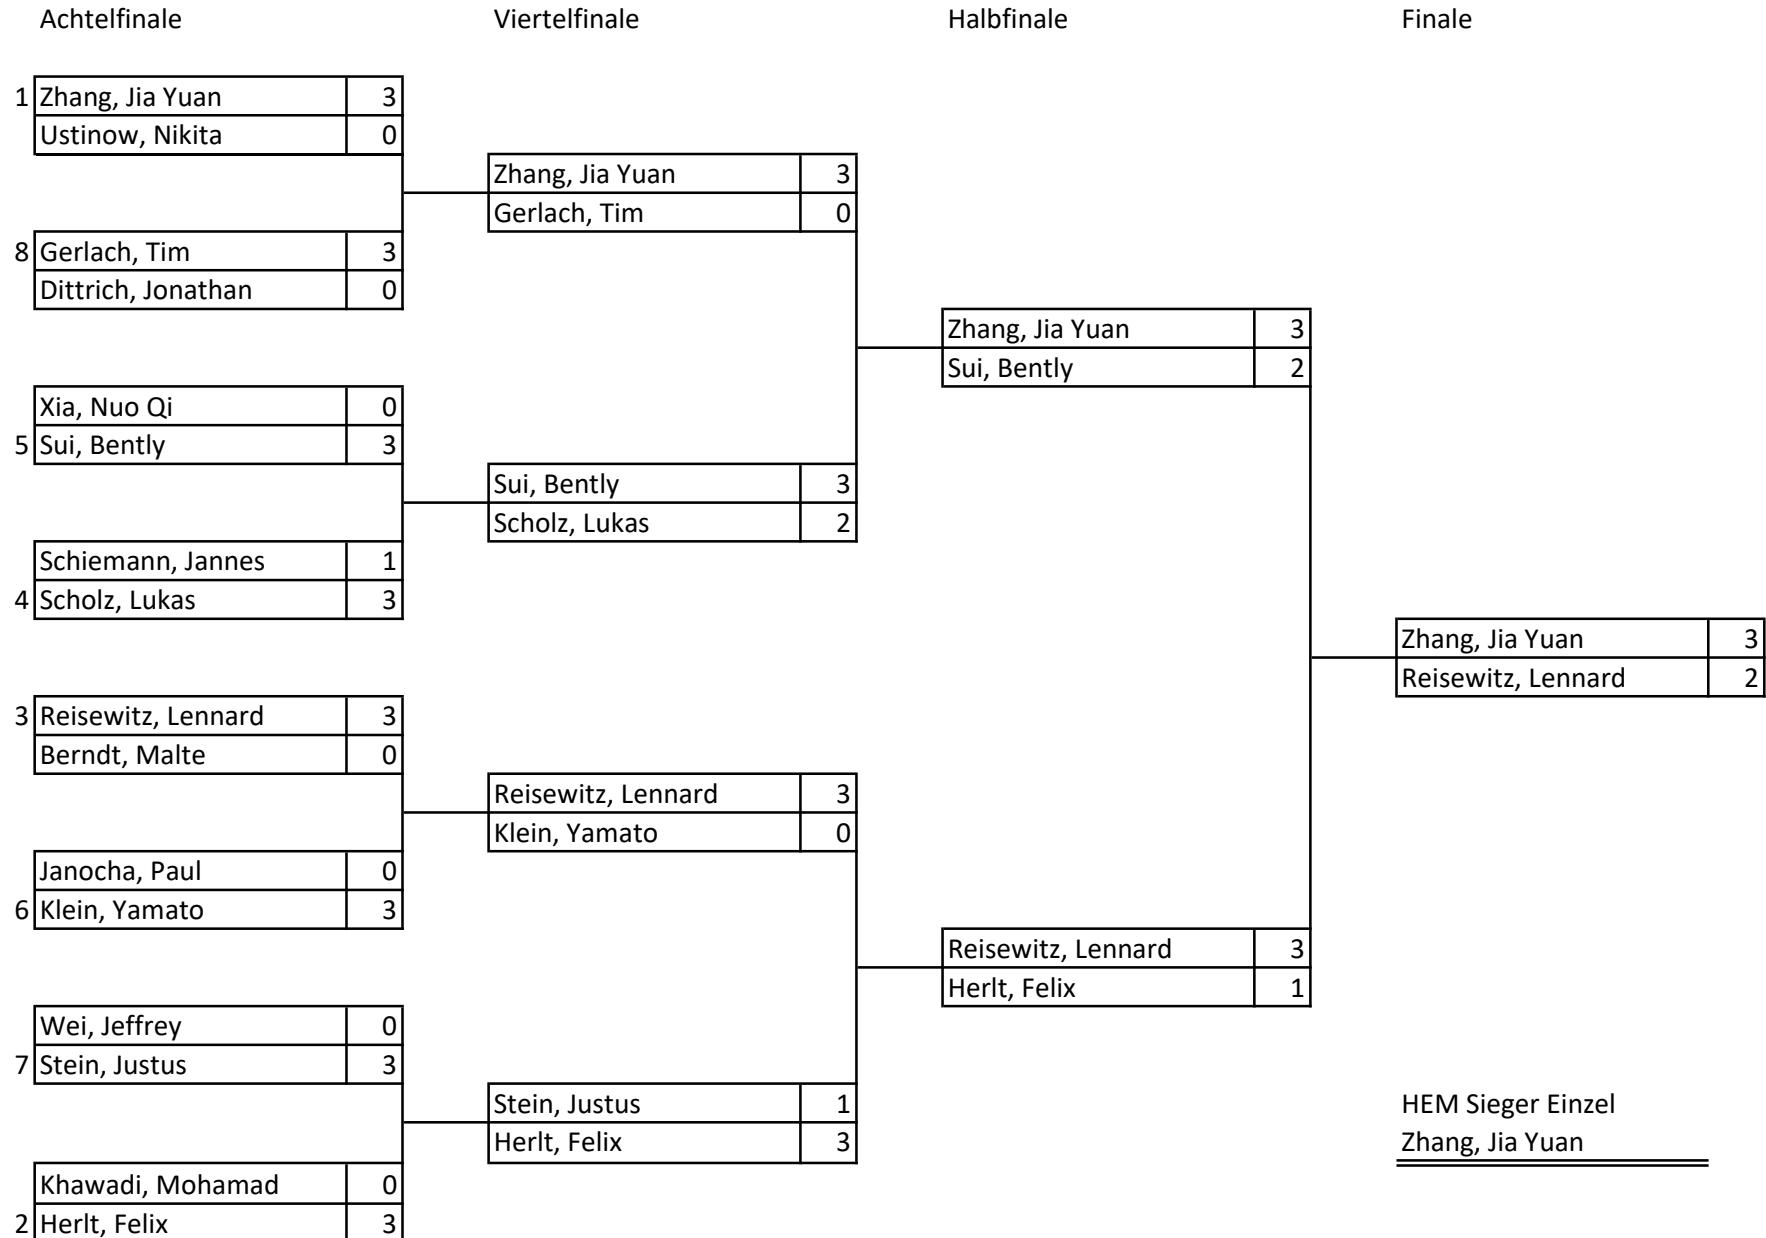 Achtelfinale Viertelfinale Halbfinale Finale
1 Zhang, Jia Yuan 3
Ustinow, Nikita 0
Zhang, Jia Yuan 3
Gerlach, Tim 0
8 Gerlach, Tim 3
Dittrich, Jonathan 0
Zhang, Jia Yuan 3
Sui, Bently 2
Xia, Nuo Qi 0
5 Sui, Bently 3
Sui, Bently 3
Scholz, Lukas 2
Schiemann, Jannes 1
4 Scholz, Lukas 3
Zhang, Jia Yuan 3
Reisewitz, Lennard 2
3 Reisewitz, Lennard 3
Berndt, Malte 0
Reisewitz, Lennard 3
Klein, Yamato 0
Janocha, Paul 0
6 Klein, Yamato 3
Reisewitz, Lennard 3
Herlt, Felix 1
Wei, Jeffrey 0
7 Stein, Justus 3
Stein, Justus 1
Herlt, Felix 3
HEM Sieger Einzel
Zhang, Jia Yuan
Khawadi, Mohamad 0
2 Herlt, Felix 3